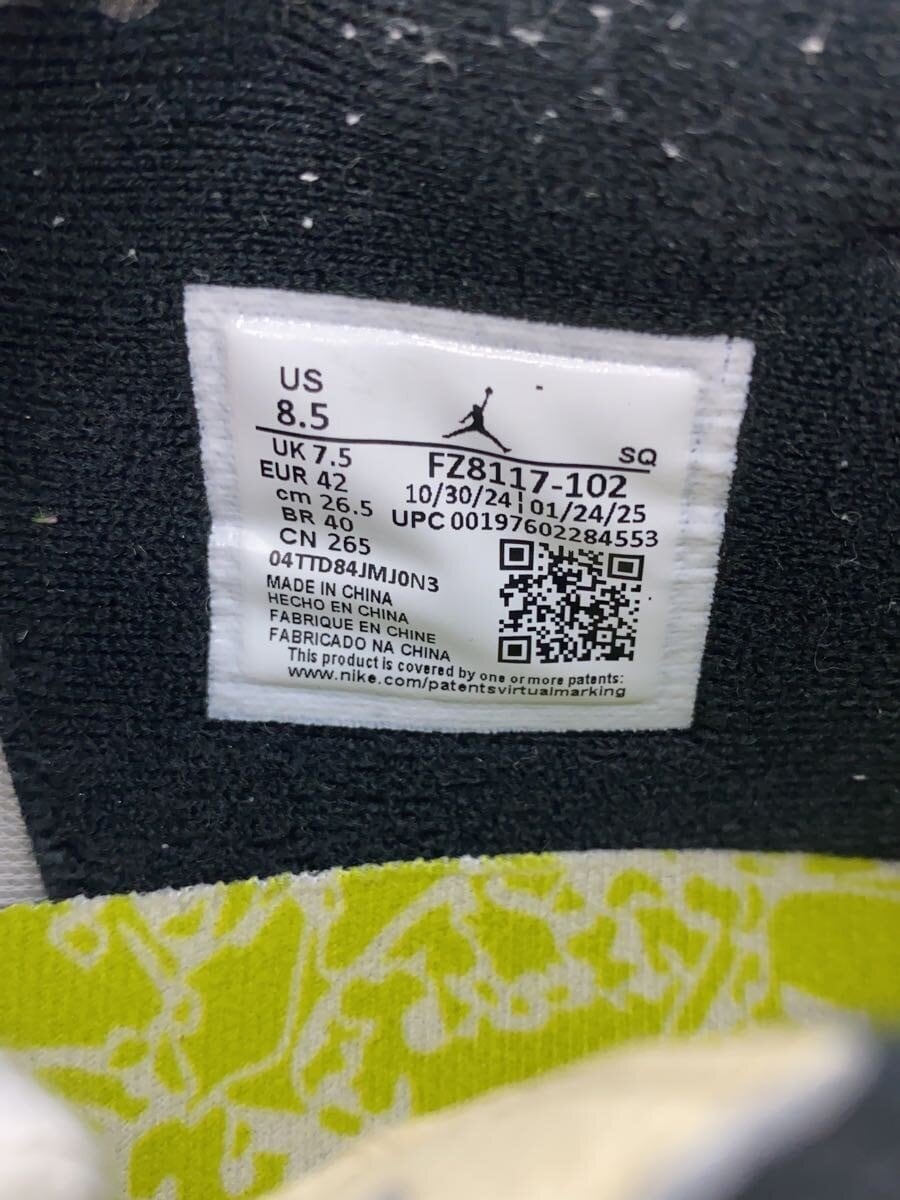 US
8.5
SQ
UK 7.5
FZ8117-102
EUR 42
10/30/24 | 01/24/25
cm 26.5
UPC 00197602284553
BR 40
CN 265
04TTD84JMJ0N3
MADE IN CHINA
HECHO EN CHINA
FABRIQUE EN CHINE
FABRICADO NA CHINA
This product is covered by one or more patents:
www.nike.com/patentsvirtualmarking